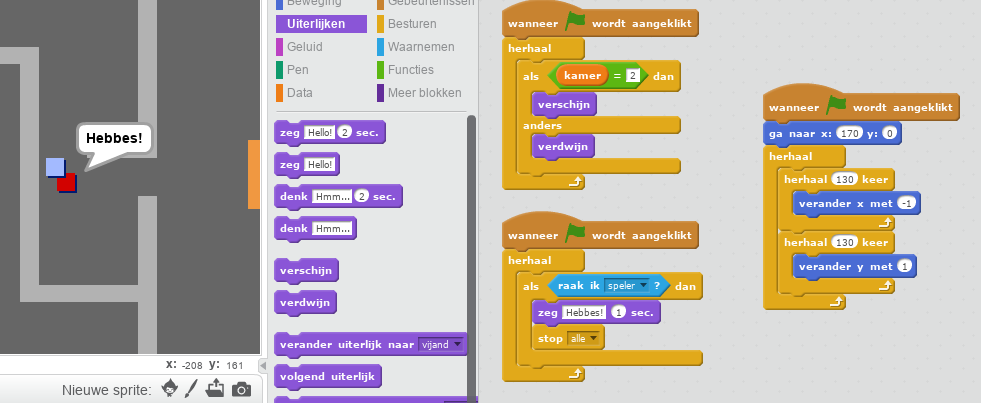 Hebbes!
x: -208 y: 161
Nieuwe sprite:
Beweging
Gebeurtenissen
Uiterlijken
Besturen
Geluid
Waarnemen
Pen
Functies
Data
Meer blokken
zeg Hello! 2 sec.
zeg Hello!
denk Hmm... 2 sec.
denk Hmm...
verschijn
verdwijn
verander uiterlijk naar vijand
volgend uiterlijk
wanneer wordt aangeklikt
herhaal
als kamer = 2 dan
verschijn
anders
verdwijn
wanneer wordt aangeklikt
herhaal
als raak ik speler ? dan
zeg Hebbes! 1 sec.
stop alle
wanneer wordt aangeklikt
ga naar x: 170 y: 0
herhaal
herhaal 130 keer
verander x met -1
herhaal 130 keer
verander y met 1